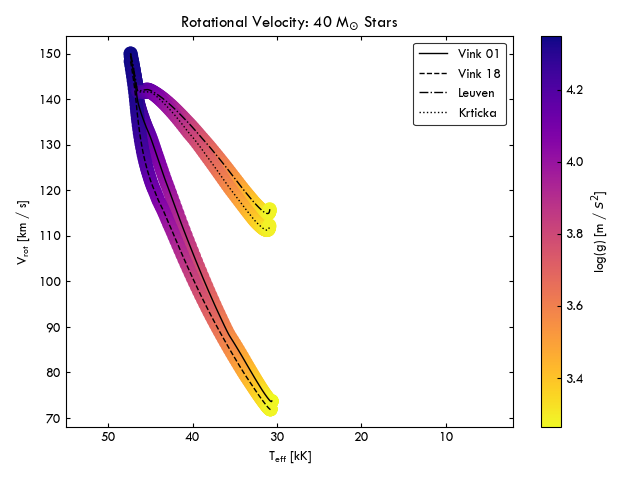 Rotational Velocity: 40 M☉ Stars
Vink 01
Vink 18
Leuven
Krticka
150
140
130
120
110
100
90
80
70
V_rot [km / s]
50 40 30 20 10
T_eff [kK]
4.2
4.0
3.8
3.6
3.4
log(g) [m / s²]